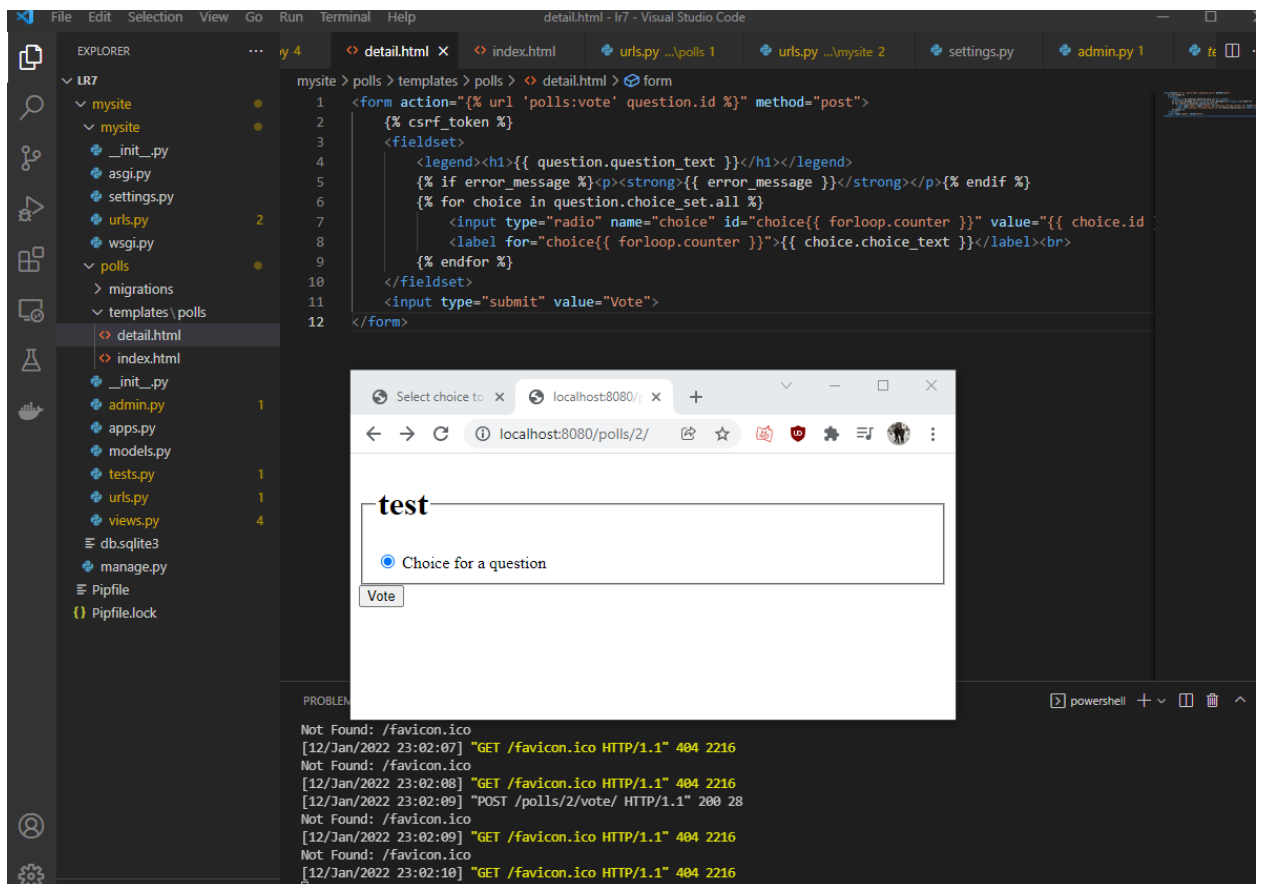 File Edit Selection View Go Run Terminal Help detail.html - lr7 - Visual Studio Code
EXPLORER
py 4 detail.html index.html urls.py ...\polls 1 urls.py ...\mysite 2 settings.py admin.py 1 te
mysite > polls > templates > polls > detail.html > form
LR7
mysite
mysite
__init__.py
asgi.py
settings.py
urls.py 2
wsgi.py
polls
migrations
templates\polls
detail.html
index.html
__init__.py
admin.py 1
apps.py
models.py
tests.py 1
urls.py 1
views.py 4
db.sqlite3
manage.py
Pipfile
Pipfile.lock
1 <form action="{% url 'polls:vote' question.id %}" method="post">
2 {% csrf_token %}
3 <fieldset>
4 <legend><h1>{{ question.question_text }}</h1></legend>
5 {% if error_message %}<p><strong>{{ error_message }}</strong></p>{% endif %}
6 {% for choice in question.choice_set.all %}
7 <input type="radio" name="choice" id="choice{{ forloop.counter }}" value="{{ choice.id }
8 <label for="choice{{ forloop.counter }}">{{ choice.choice_text }}</label><br>
9 {% endfor %}
10 </fieldset>
11 <input type="submit" value="Vote">
12 </form>
Select choice to localhost:8080/
localhost:8080/polls/2/
test
Choice for a question
Vote
PROBLEM powershell
Not Found: /favicon.ico
[12/Jan/2022 23:02:07] "GET /favicon.ico HTTP/1.1" 404 2216
Not Found: /favicon.ico
[12/Jan/2022 23:02:08] "GET /favicon.ico HTTP/1.1" 404 2216
[12/Jan/2022 23:02:09] "POST /polls/2/vote/ HTTP/1.1" 200 28
Not Found: /favicon.ico
[12/Jan/2022 23:02:09] "GET /favicon.ico HTTP/1.1" 404 2216
Not Found: /favicon.ico
[12/Jan/2022 23:02:10] "GET /favicon.ico HTTP/1.1" 404 2216